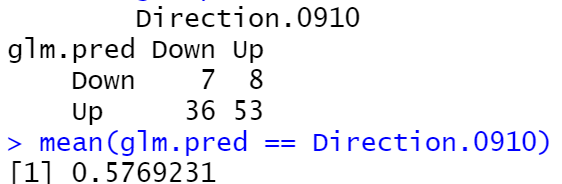 Direction.0910
glm.pred Down Up
Down 7 8
Up 36 53
> mean(glm.pred == Direction.0910)
[1] 0.5769231